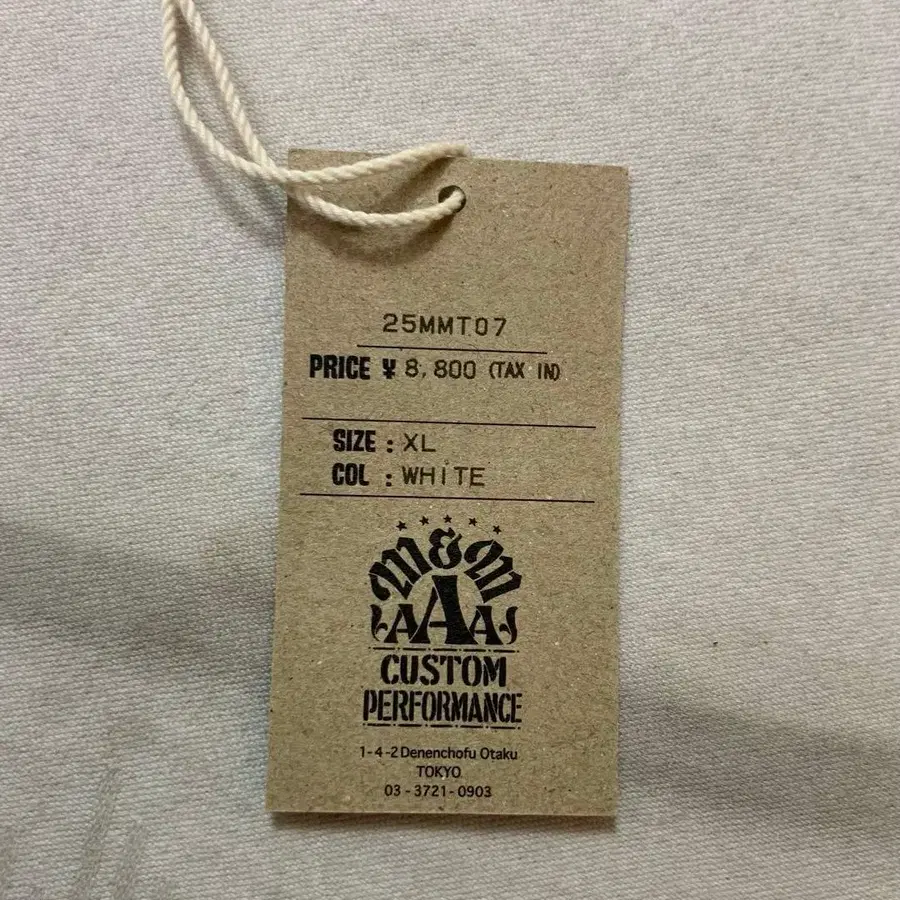 25MMT07
PRICE ¥ 8,800 (TAX IN)
SIZE : XL
COL : WHiTE
M&M
AAA
CUSTOM
PERFORMANCE
1-4-2 Denenchofu Otaku
TOKYO
03-3721-0903